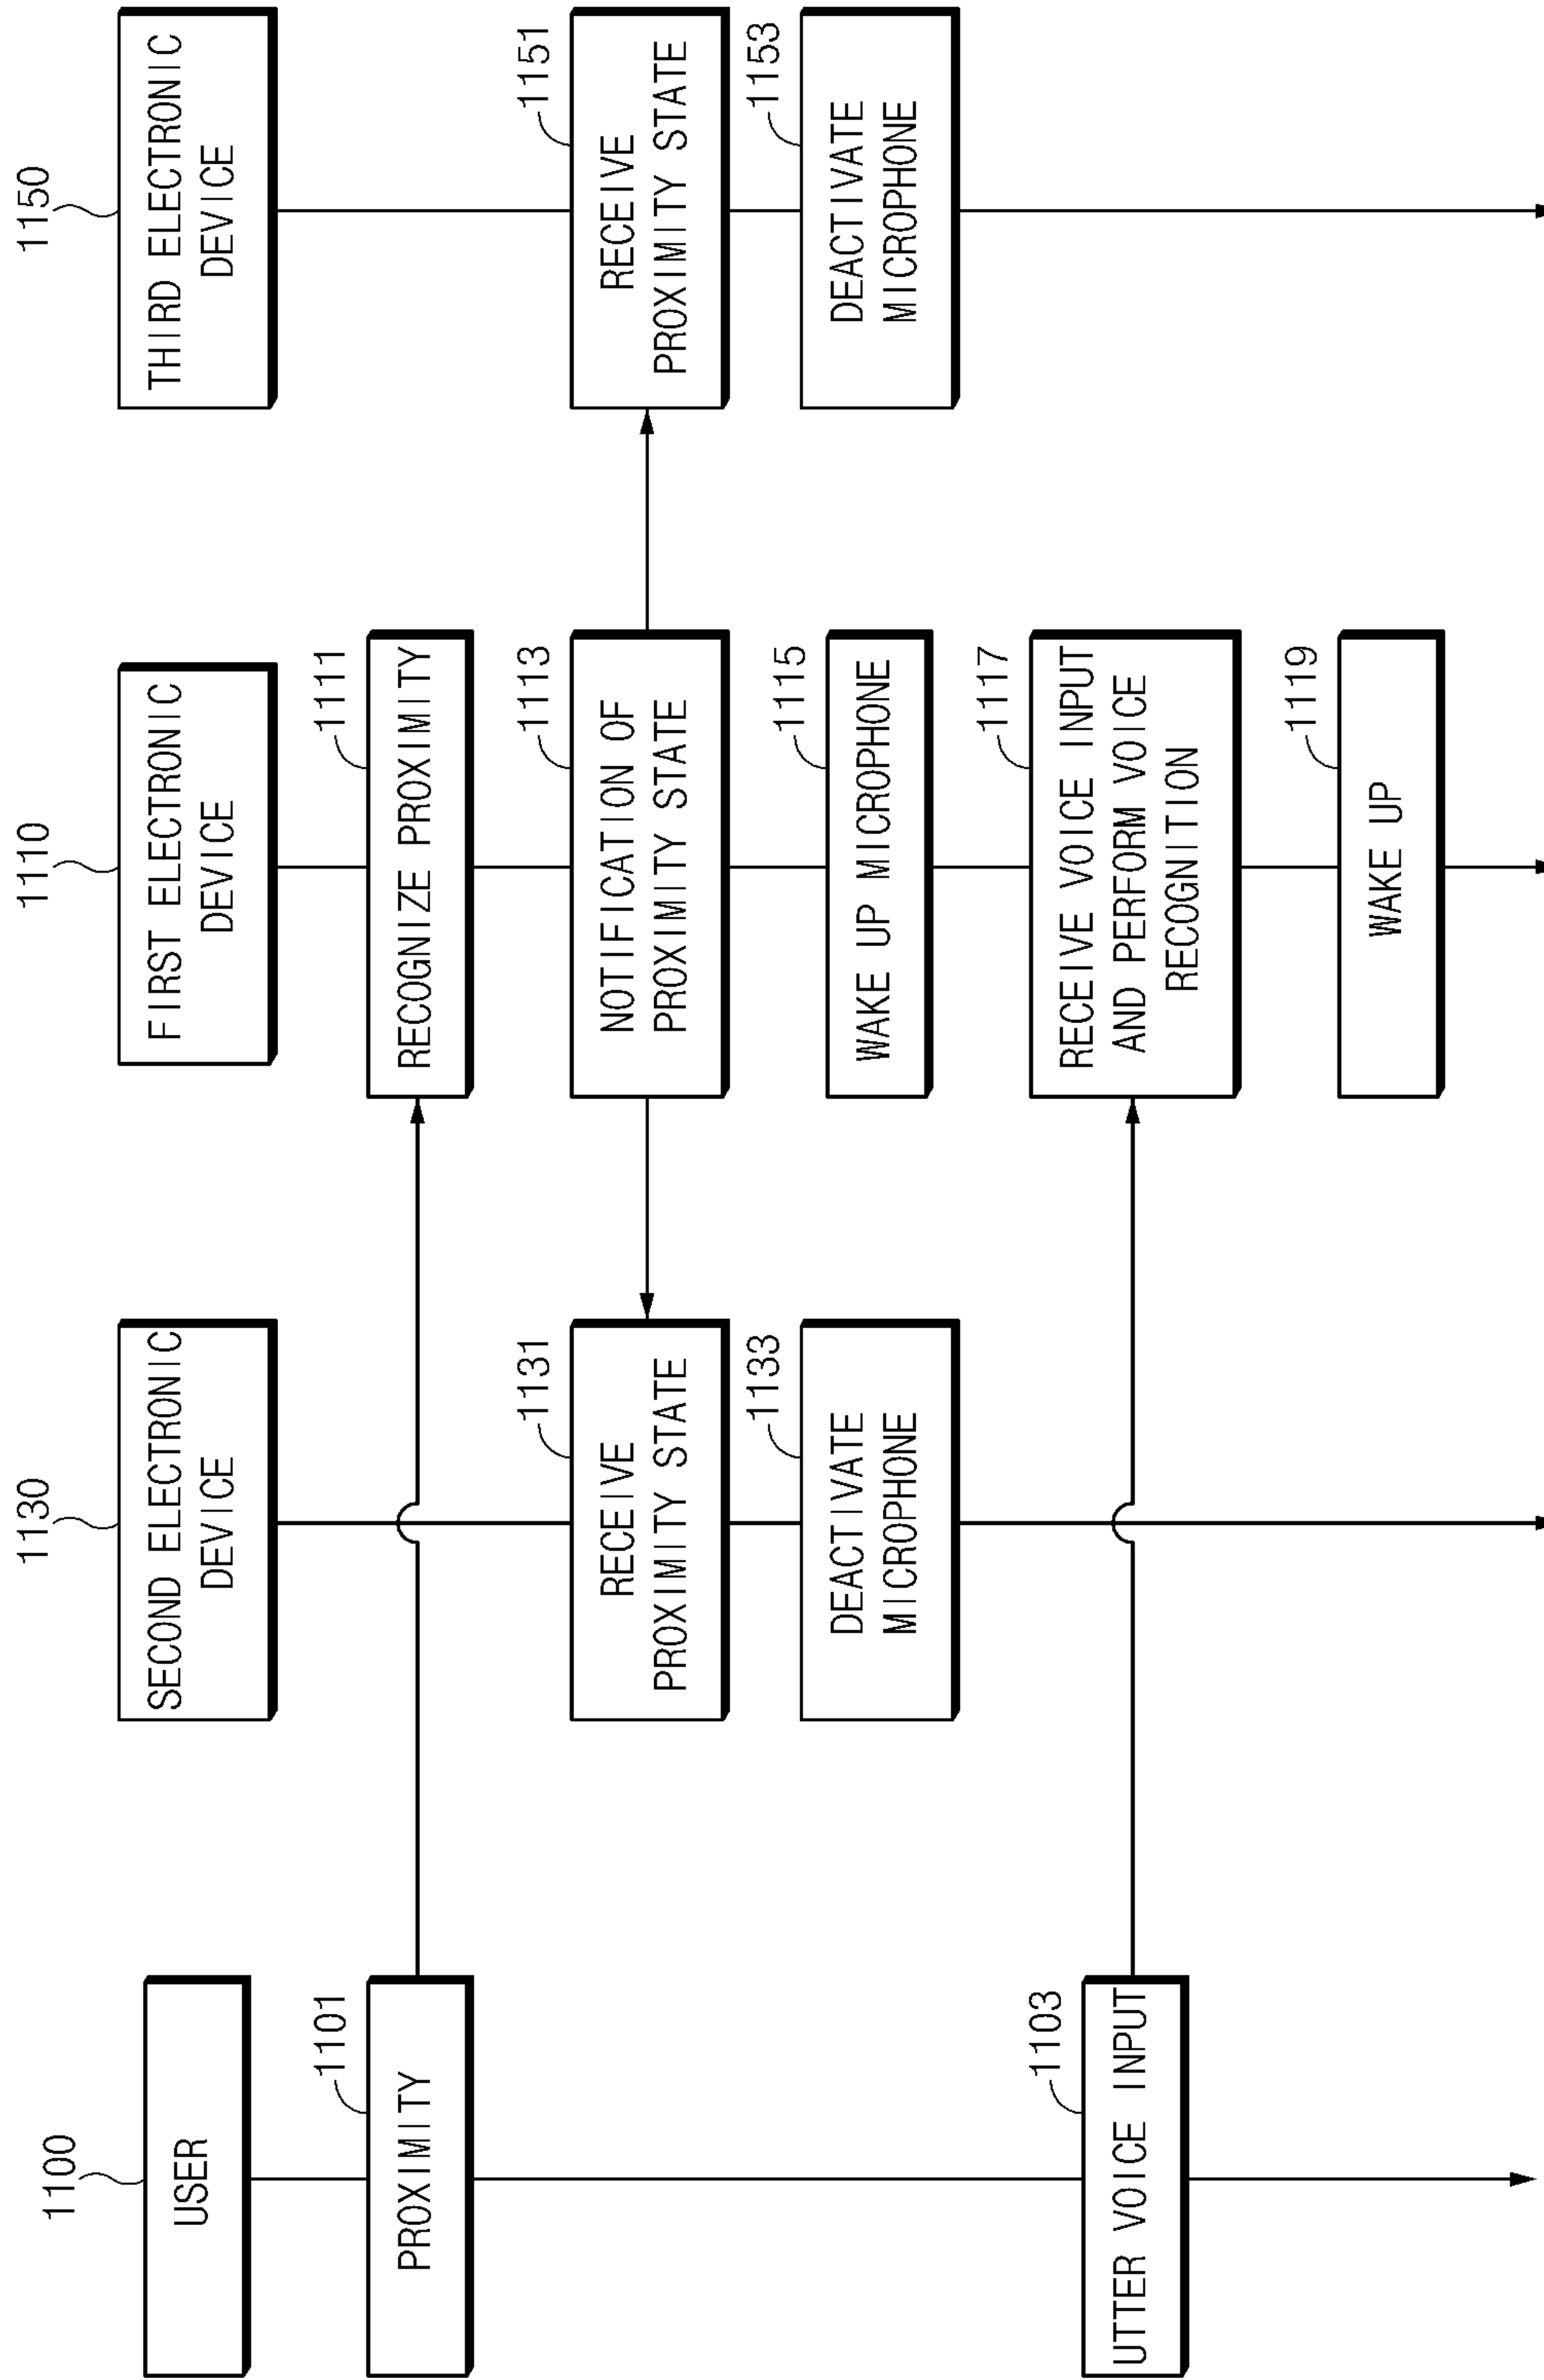 1100
USER
1130
SECOND ELECTRONIC
DEVICE
1110
FIRST ELECTRONIC
DEVICE
1150
THIRD ELECTRONIC
DEVICE
1101
PROXIMITY
1111
RECOGNIZE PROXIMITY
1131
RECEIVE
PROXIMITY STATE
1113
NOTIFICATION OF
PROXIMITY STATE
1151
RECEIVE
PROXIMITY STATE
1133
DEACTIVATE
MICROPHONE
1115
WAKE UP MICROPHONE
1153
DEACTIVATE
MICROPHONE
1103
UTTER VOICE INPUT
1117
RECEIVE VOICE INPUT
AND PERFORM VOICE
RECOGNITION
1119
WAKE UP